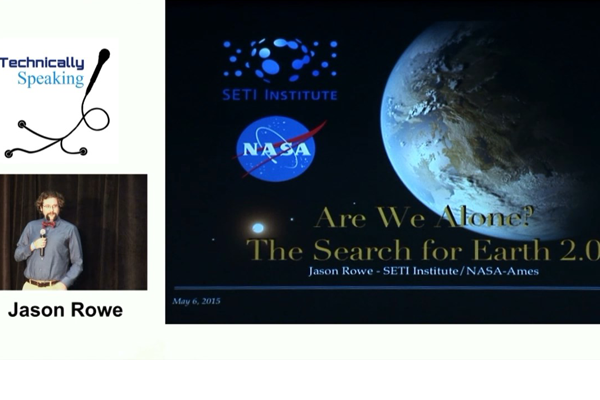 Technically
Speaking
Jason Rowe
SETI INSTITUTE
NASA
Are We Alone?
The Search for Earth 2.0
Jason Rowe - SETI Institute/NASA-Ames
May 6, 2015